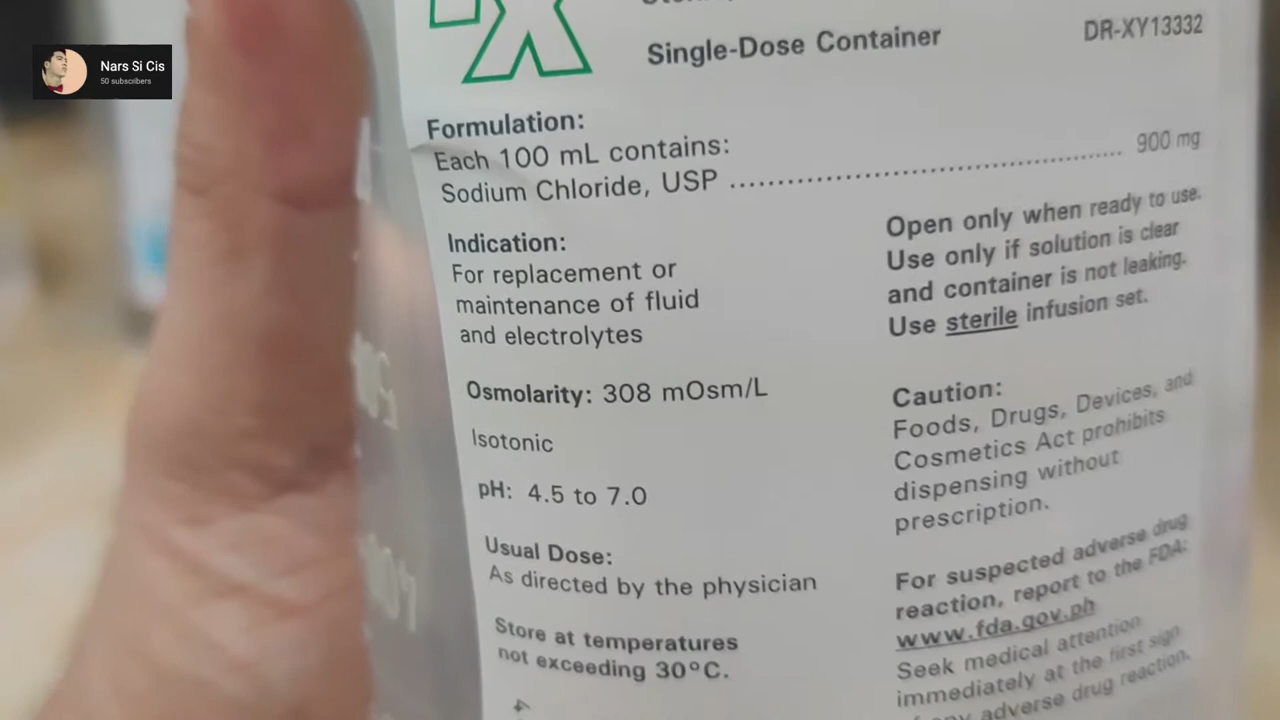 Nars Si Cis
50 subscribers
Single-Dose Container
DR-XY13332
Formulation:
Each 100 mL contains:
Sodium Chloride, USP ........................................ 900 mg
Indication:
For replacement or
maintenance of fluid
and electrolytes
Osmolarity: 308 mOsm/L
Isotonic
pH: 4.5 to 7.0
Usual Dose:
As directed by the physician
Store at temperatures
not exceeding 30°C.
Open only when ready to use.
Use only if solution is clear
and container is not leaking.
Use sterile infusion set.
Caution:
Foods, Drugs, Devices, and
Cosmetics Act prohibits
dispensing without
prescription.
For suspected adverse drug
reaction, report to the FDA:
www.fda.gov.ph
Seek medical attention
immediately at the first sign
adverse drug reaction.